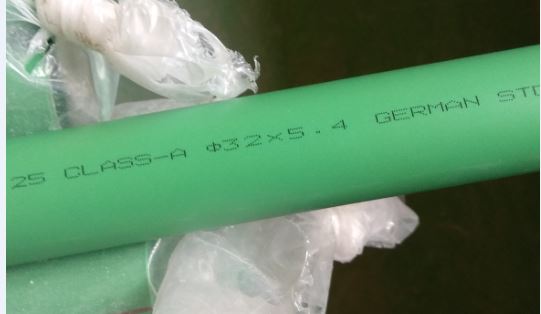 25 CLASS-A Φ32×5.4 GERMAN STD